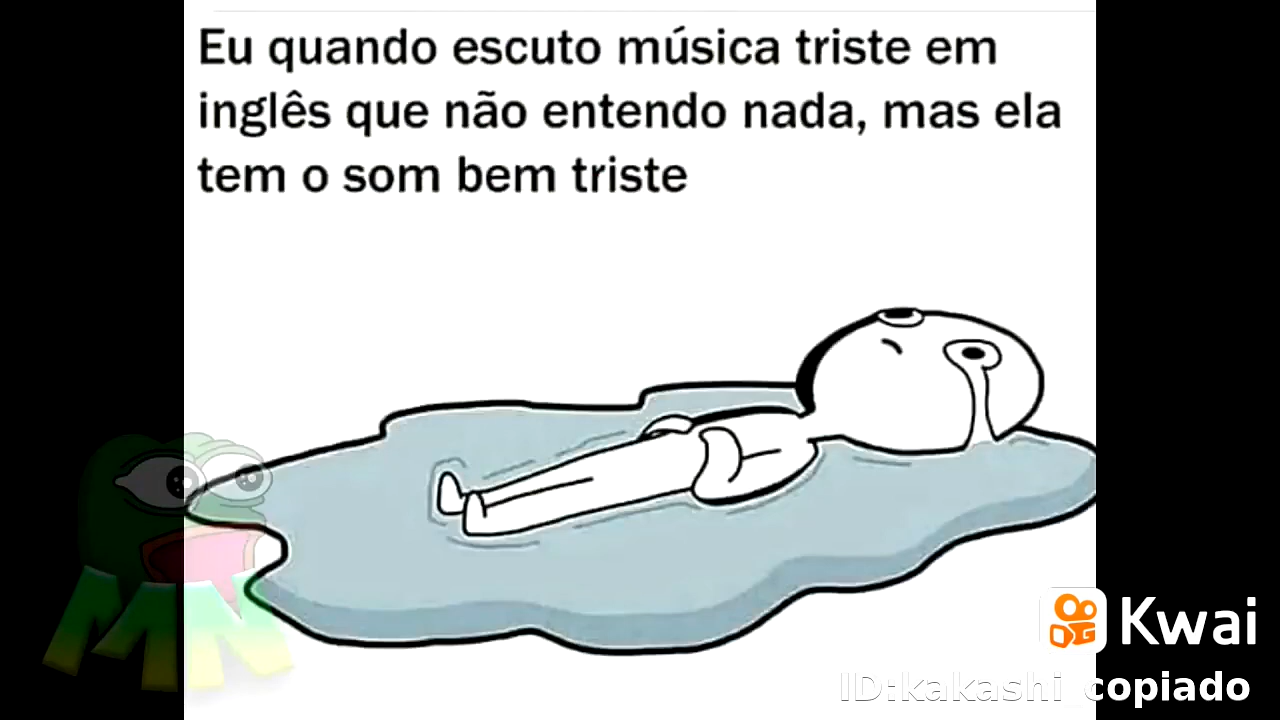 Eu quando escuto música triste em
inglês que não entendo nada, mas ela
tem o som bem triste
MN
Kwai
ID:kakashi_copiado